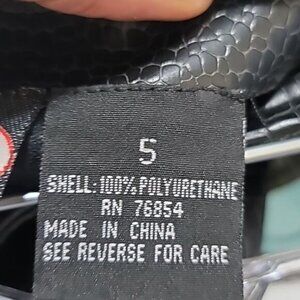 5
SHELL: 100% POLYURETHANE
RN 76854
MADE IN CHINA
SEE REVERSE FOR CARE